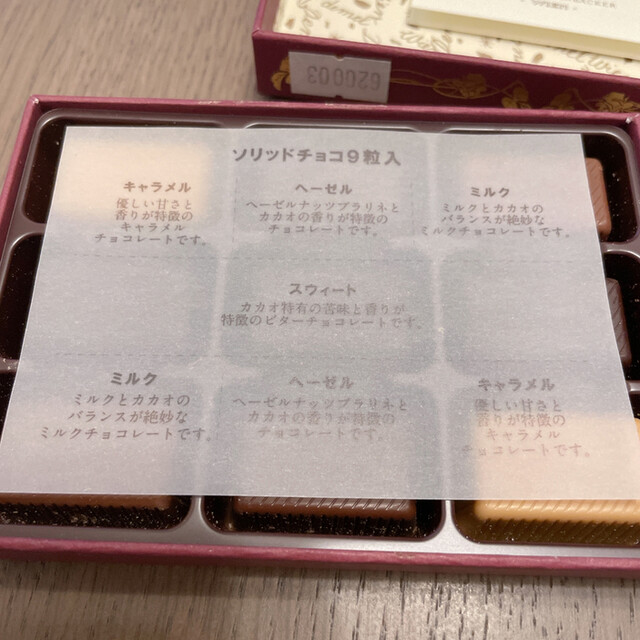 620003
ソリッドチョコ9粒入
キャラメル
優しい甘さと
香りが特徴の
キャラメル
チョコレートです。
ヘーゼル
ヘーゼルナッツプラリネと
カカオの香りが特徴の
チョコレートです。
ミルク
ミルクとカカオの
バランスが絶妙な
ミルクチョコレートです。
スウィート
カカオ特有の苦味と香りが
特徴のビターチョコレートです。
ミルク
ミルクとカカオの
バランスが絶妙な
ミルクチョコレートです。
ヘーゼル
ヘーゼルナッツプラリネと
カカオの香りが特徴の
チョコレートです。
キャラメル
優しい甘さと
香りが特徴の
キャラメル
チョコレートです。